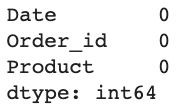 Date 0
Order_id 0
Product 0
dtype: int64